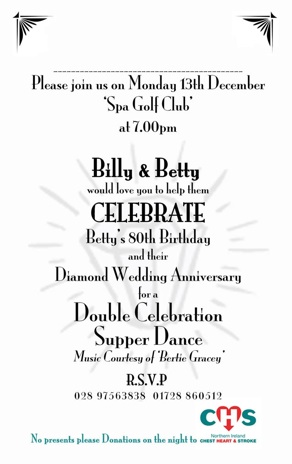 Please join us on Monday 13th December
'Spa Golf Club'
at 7.00pm
Billy & Betty
would love you to help them
CELEBRATE
Betty's 80th Birthday
and their
Diamond Wedding Anniversary
for a
Double Celebration
Supper Dance
Music Courtesy of 'Bertie Gracey'
R.S.V.P
028 97563838 01728 860512
CHS
Northern Ireland
CHEST HEART & STROKE
No presents please Donations on the night to